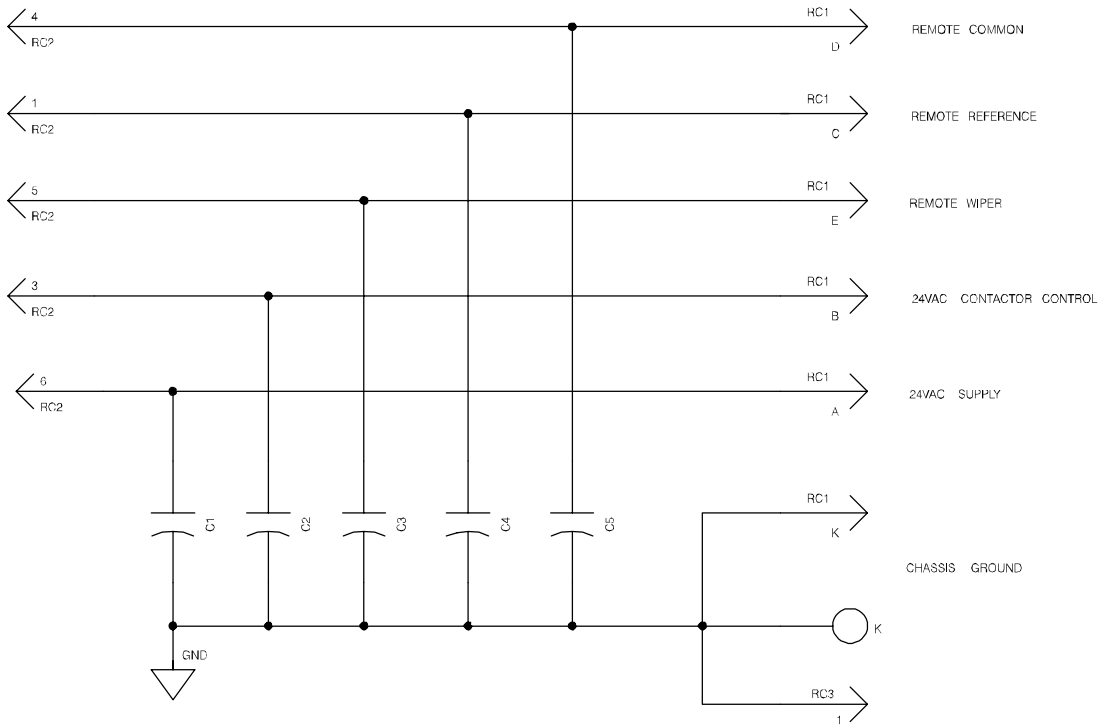 4 RC1
RC2 D REMOTE COMMON
1 RC1
RC2 C REMOTE REFERENCE
5 RC1
RC2 E REMOTE WIPER
3 RC1
RC2 B 24VAC CONTACTOR CONTROL
6 RC1
RC2 A 24VAC SUPPLY
RC1
C1 C2 C3 C4 C5
K
CHASSIS GROUND
K
GND
RC3
1